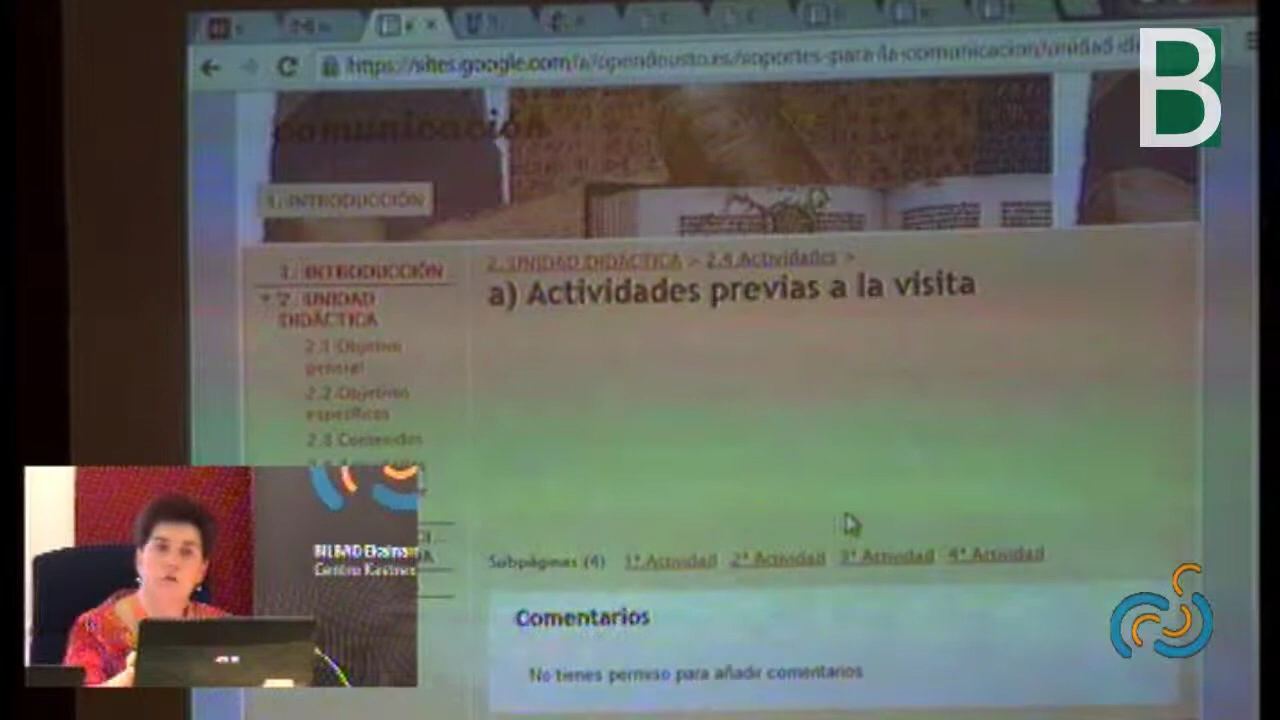 B
https://sites.google.com/a/opendeusto.es/soportes-para-la-comunicacion/unidad-di
comunicación
1. INTRODUCCIÓN
1. INTRODUCCIÓN
2. UNIDAD
DIDÁCTICA
2.1 Objetivo
general
2.2 Objetivos
específicos
2.3 Contenidos
2. UNIDAD DIDÁCTICA > 2.4 Actividades >
a) Actividades previas a la visita
Subpáginas (4) 1ª Actividad 2ª Actividad 3ª Actividad 4ª Actividad
Comentarios
No tienes permiso para añadir comentarios
BILBAO
Centro